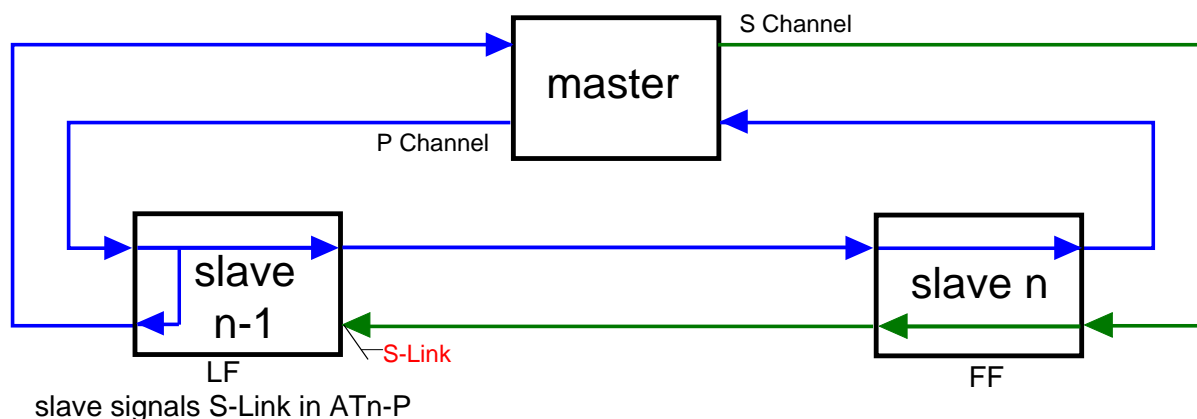 S Channel
master
P Channel
slave
n-1
slave n
S-Link
LF
FF
slave signals S-Link in ATn-P